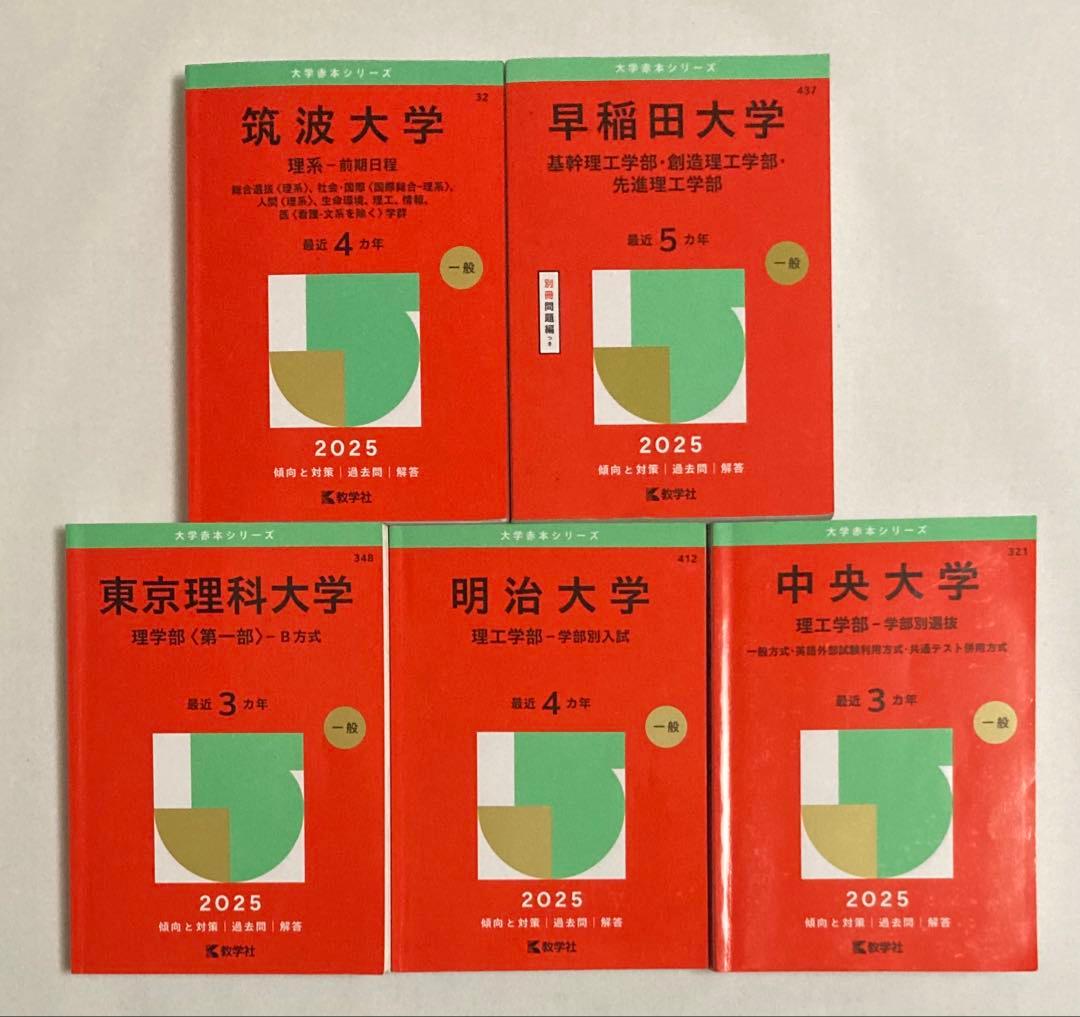 大学赤本シリーズ
32
筑波大学
理系－前期日程
総合選抜〈理系〉、社会・国際〈国際総合-理系〉、
人間〈理系〉、生命環境、理工、情報、
医〈看護-文系を除く〉学群
最近4カ年
一般
2025
傾向と対策｜過去問｜解答
教学社
大学赤本シリーズ
437
早稲田大学
基幹理工学部・創造理工学部・
先進理工学部
最近5カ年
一般
別冊問題編つき
2025
傾向と対策｜過去問｜解答
教学社
大学赤本シリーズ
348
東京理科大学
理学部〈第一部〉－B方式
最近3カ年
一般
2025
傾向と対策｜過去問｜解答
教学社
大学赤本シリーズ
412
明治大学
理工学部－学部別入試
最近4カ年
一般
2025
傾向と対策｜過去問｜解答
教学社
大学赤本シリーズ
321
中央大学
理工学部－学部別選抜
一般方式・英語外部試験利用方式・共通テスト併用方式
最近3カ年
一般
2025
傾向と対策｜過去問｜解答
教学社